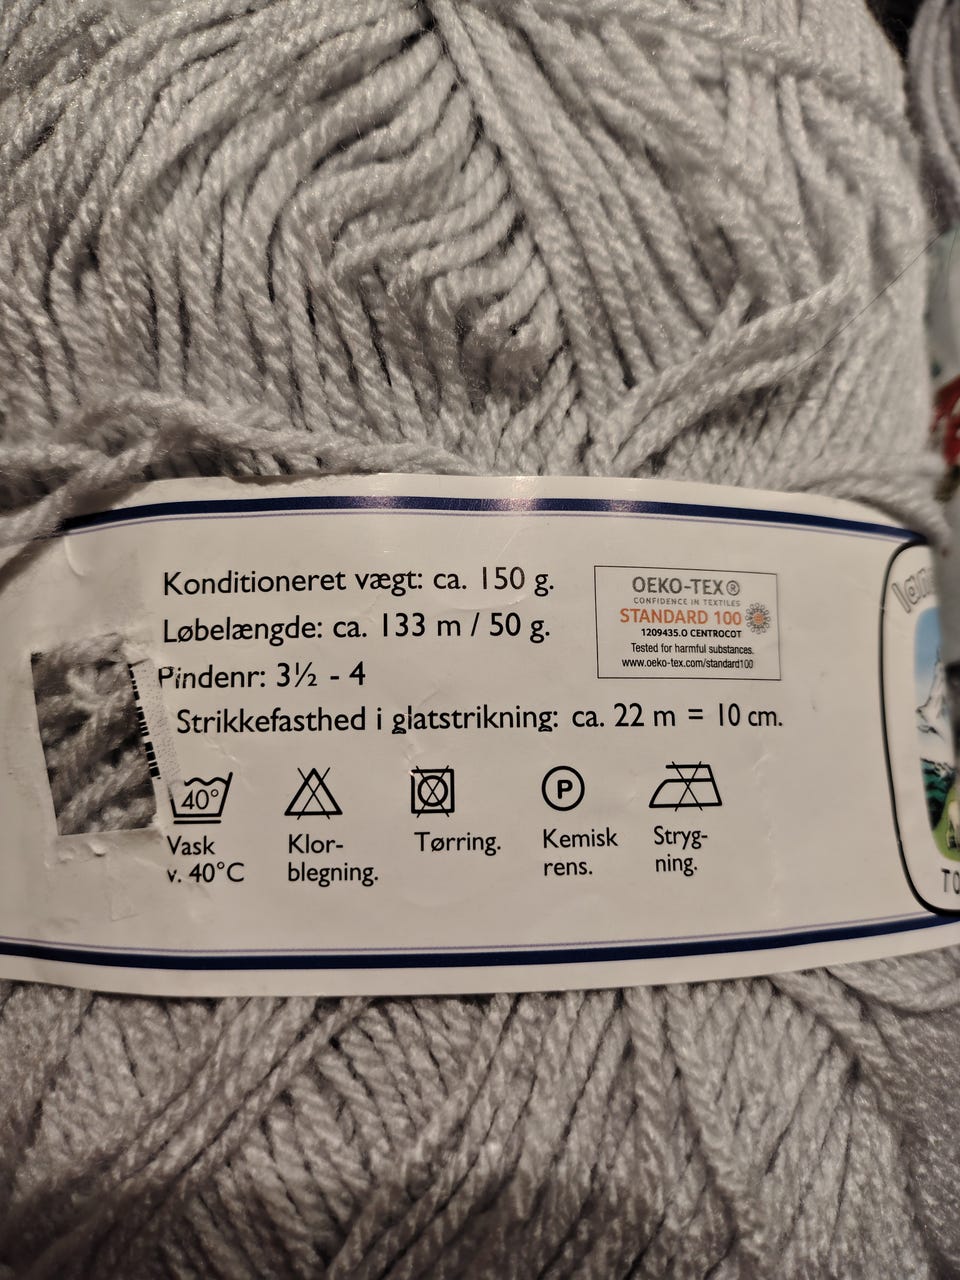 Konditioneret vægt: ca. 150 g.
Løbelængde: ca. 133 m / 50 g.
Pindenr: 3½ - 4
Strikkefasthed i glatstrikning: ca. 22 m = 10 cm.
OEKO-TEX®
CONFIDENCE IN TEXTILES
STANDARD 100
1209435.O CENTROCOT
Tested for harmful substances.
www.oeko-tex.com/standard100
40°
P
Vask
v. 40°C
Klor-
blegning.
Tørring.
Kemisk
rens.
Stryg-
ning.